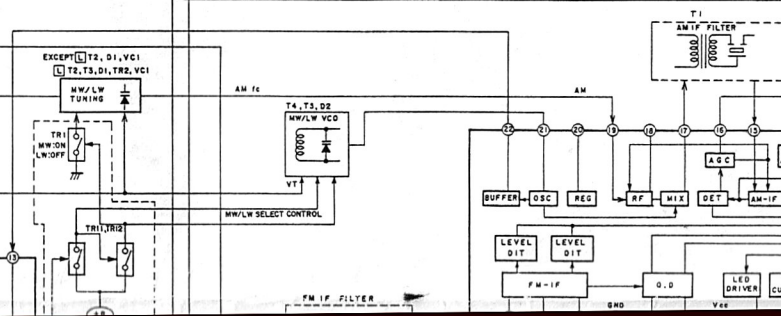 T1
AM IF FILTER
EXCEPT L T2, D1, VC1
L T2, T3, D1, TR2, VC1
MW/LW
TUNING
AM fc
AM
T4, T3, D2
MW/LW VCO
TR1
MW:ON
LW:OFF
22
21
20
19
18
17
16
15
AGC
VT
BUFFER
OSC
REG
RF
MIX
DET
AM-IF
MW/LW SELECT CONTROL
TR11, TR12
LEVEL
DIT
LEVEL
DIT
13
FM-IF
Q.D
LED
DRIVER
FM IF FILTER
GND
Vcc